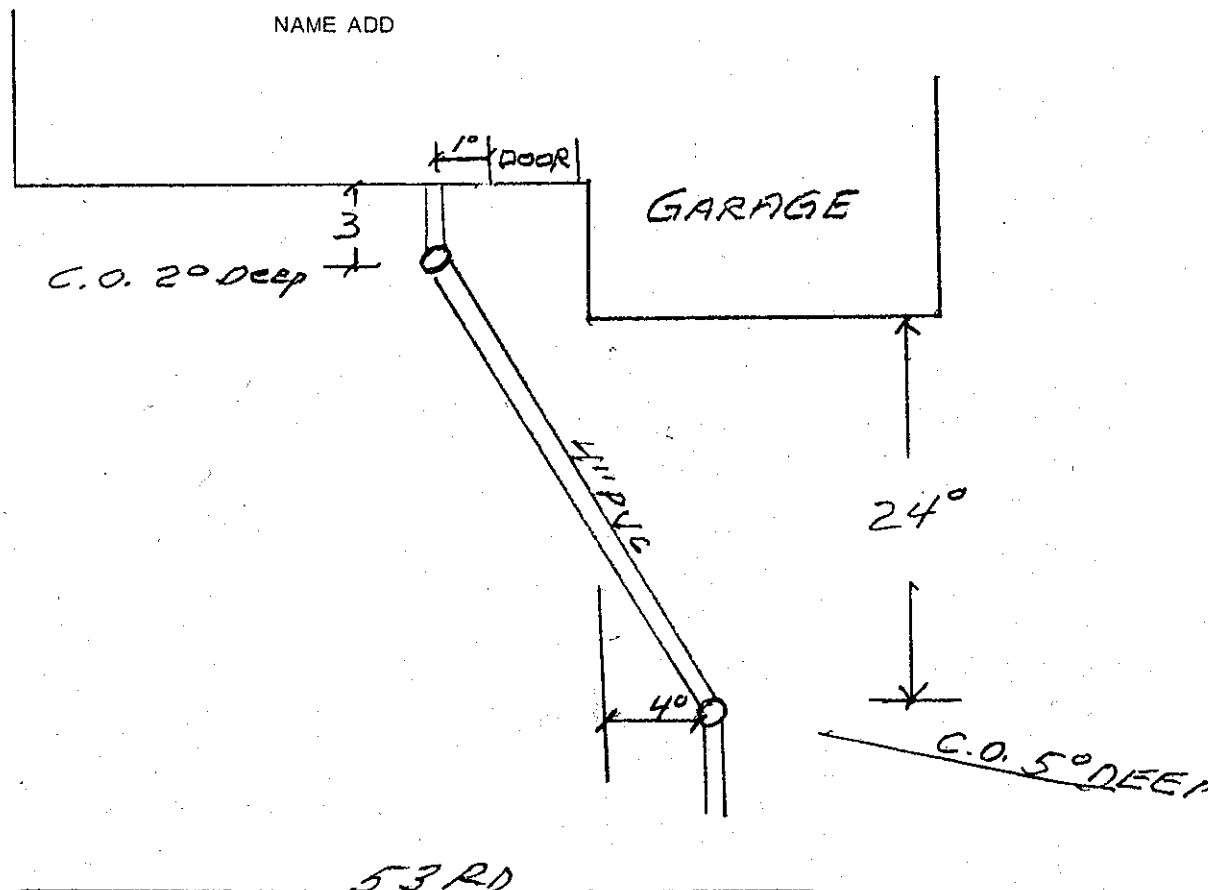 NAME ADD
1° DOOR
GARAGE
3
C.O. 2° Deep
4" PVC
24°
4°
C.O. 5° DEEP
53 RD